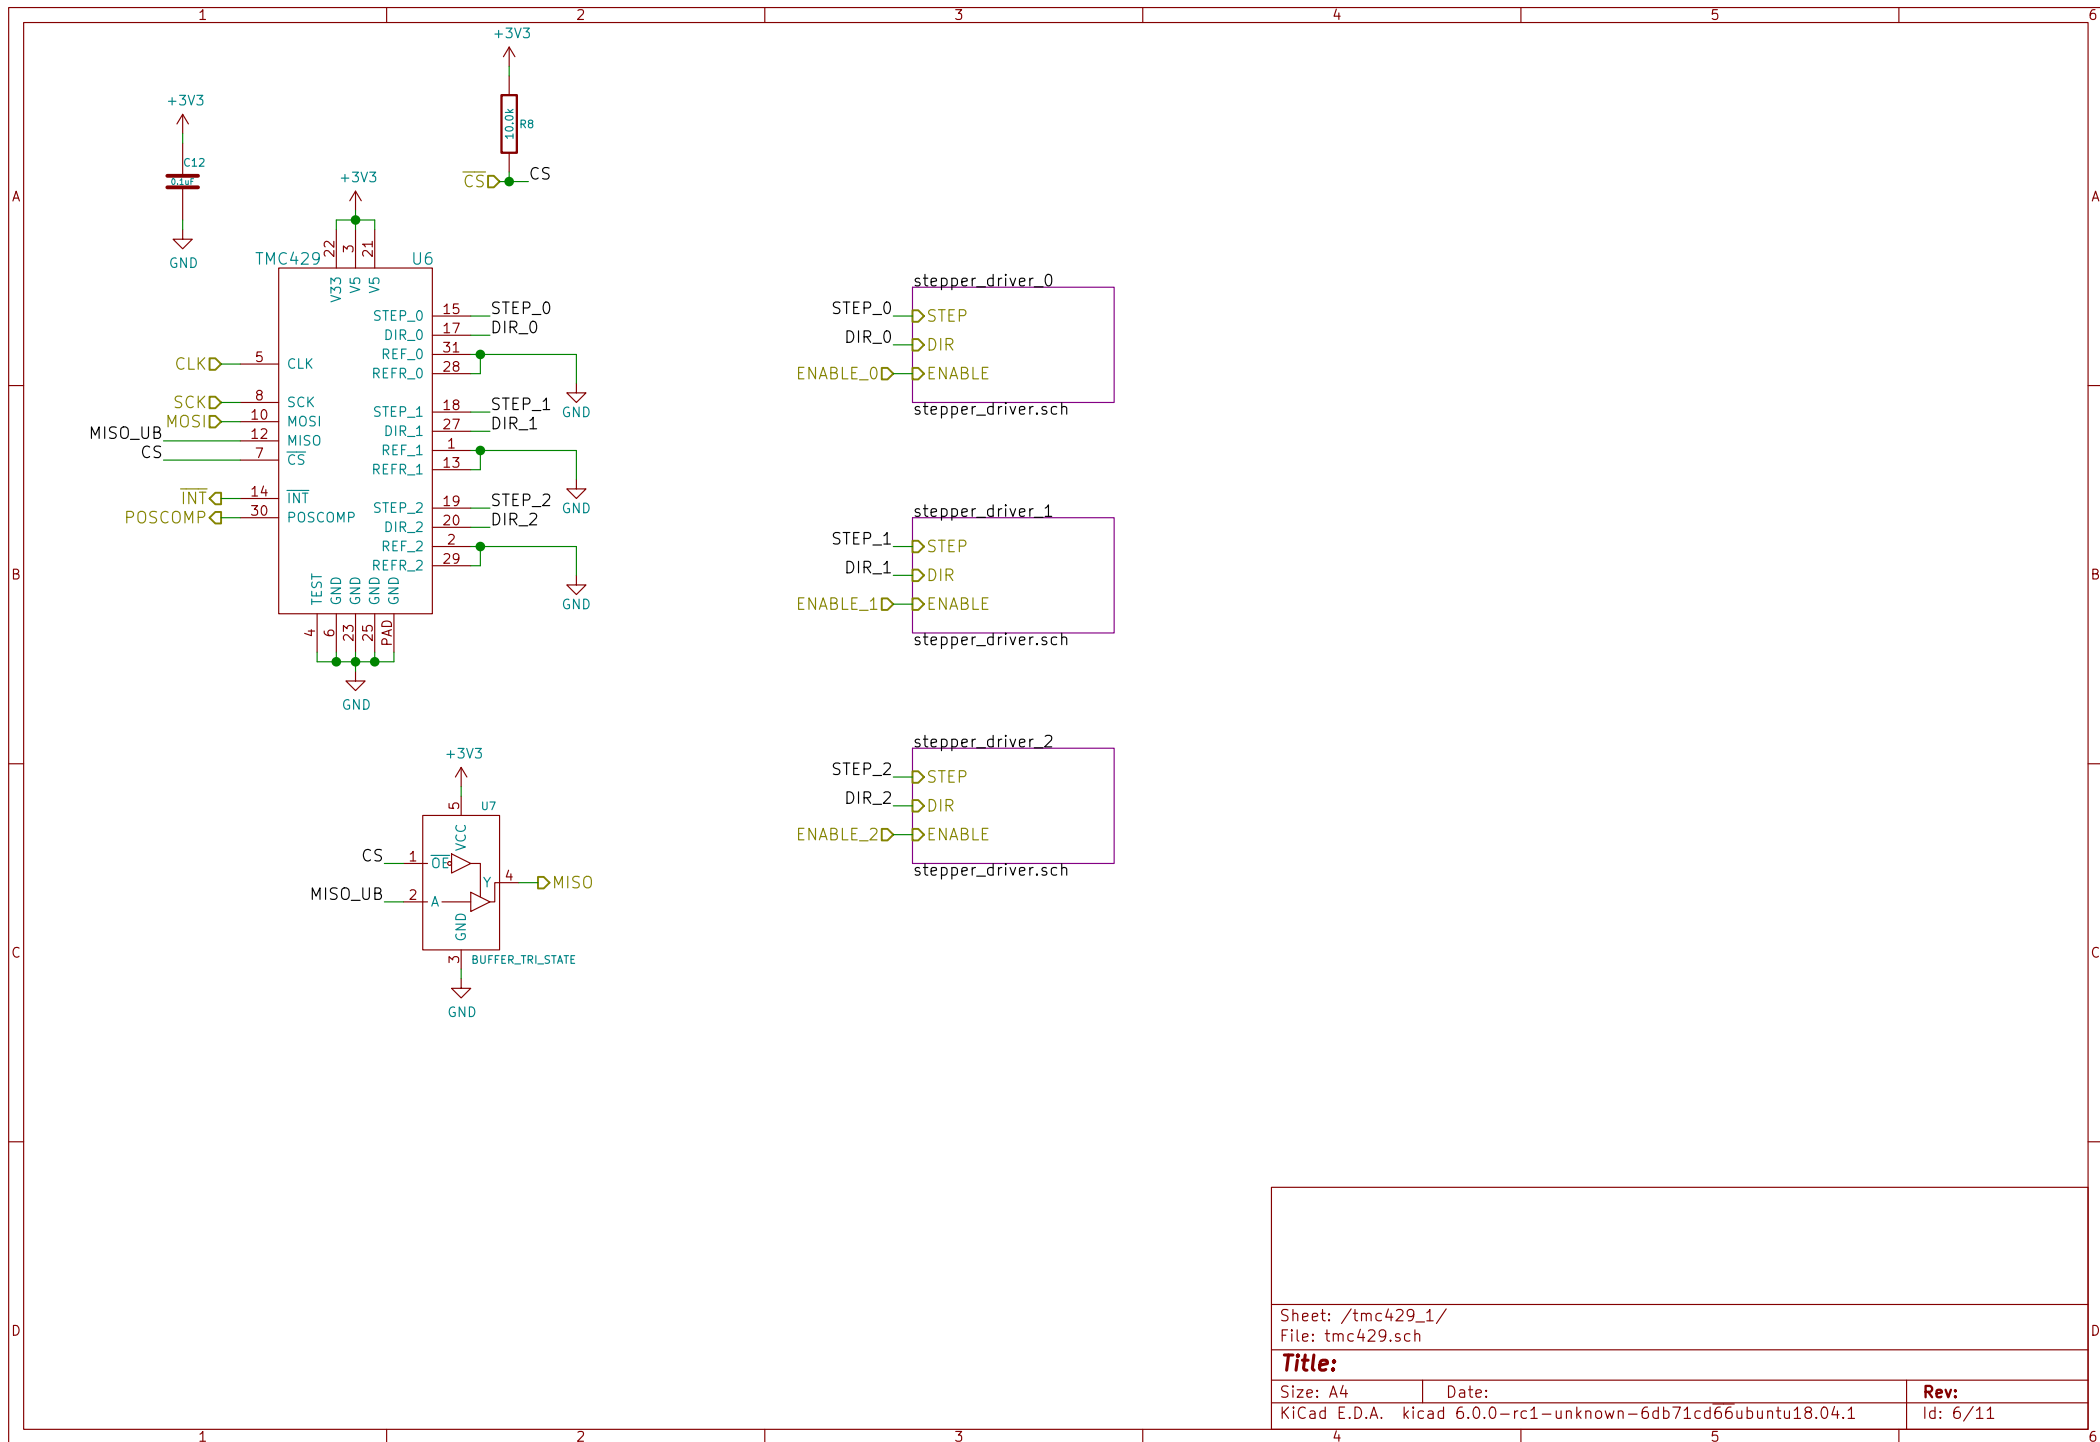 1 2 3 4 5 6
+3V3
+3V3
10.0k R8
C12
0.1uF
CS CS
+3V3
A A
GND
22 3 21
TMC429 U6
V33 V5 V5
stepper_driver_0
STEP_0 15 STEP_0
DIR_0 17 DIR_0
REF_0 31
REFR_0 28
GND
STEP_0 STEP
DIR_0 DIR
ENABLE_0 ENABLE
stepper_driver.sch
CLK 5 CLK
SCK 8 SCK
MOSI 10 MOSI
MISO_UB 12 MISO
CS 7 CS
INT 14 INT
POSCOMP 30 POSCOMP
STEP_1 18 STEP_1
DIR_1 27 DIR_1
REF_1 1
REFR_1 13
GND
STEP_2 19 STEP_2
DIR_2 20 DIR_2
REF_2 2
REFR_2 29
GND
stepper_driver_1
STEP_1 STEP
DIR_1 DIR
ENABLE_1 ENABLE
stepper_driver.sch
B B
TEST GND GND GND GND
4 6 23 25 PAD
GND
stepper_driver_2
STEP_2 STEP
DIR_2 DIR
ENABLE_2 ENABLE
stepper_driver.sch
+3V3
5 U7
VCC
CS 1 OE
Y 4 MISO
MISO_UB 2 A
GND
3 BUFFER_TRI_STATE
GND
C C
D D
Sheet: /tmc429_1/
File: tmc429.sch
Title:
Size: A4 Date: Rev:
KiCad E.D.A. kicad 6.0.0-rc1-unknown-6db71cd66ubuntu18.04.1 Id: 6/11
1 2 3 4 5 6